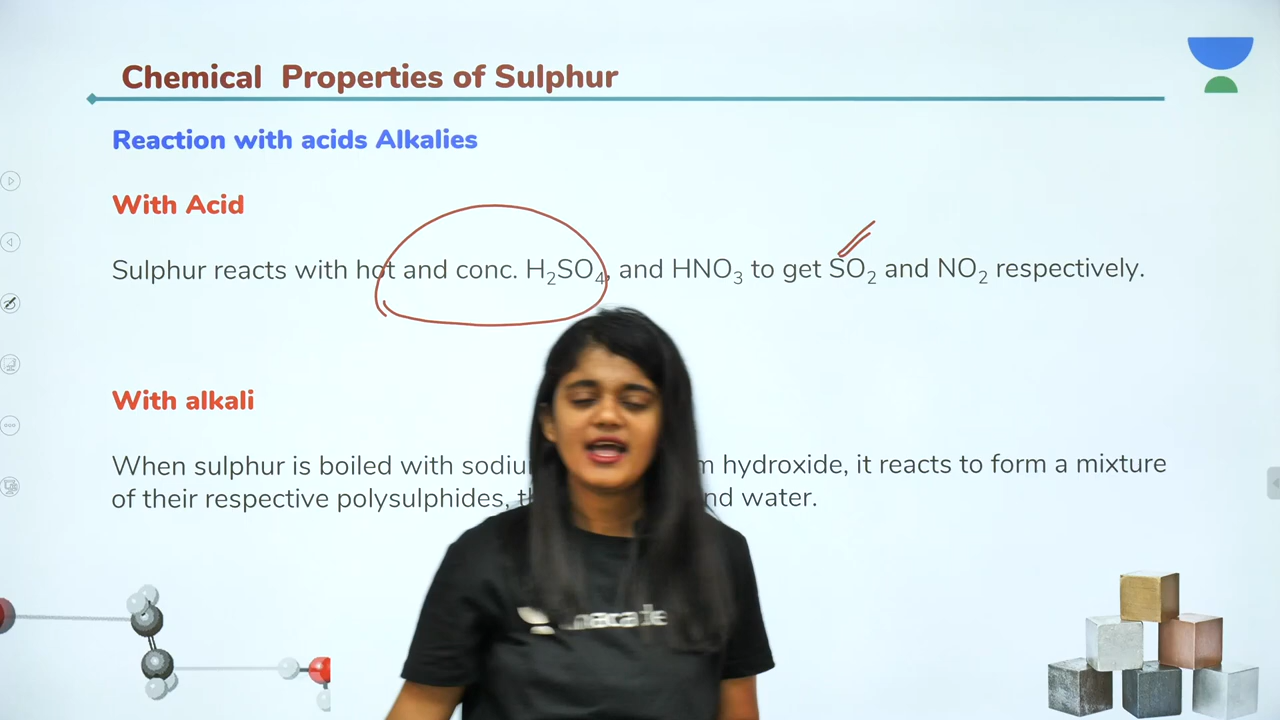 Chemical Properties of Sulphur
Reaction with acids Alkalies
With Acid
Sulphur reacts with hot and conc. H₂SO₄, and HNO₃ to get SO₂ and NO₂ respectively.
With alkali
When sulphur is boiled with hydroxide, it reacts to form a mixture
of their respective polysulphides, and water.